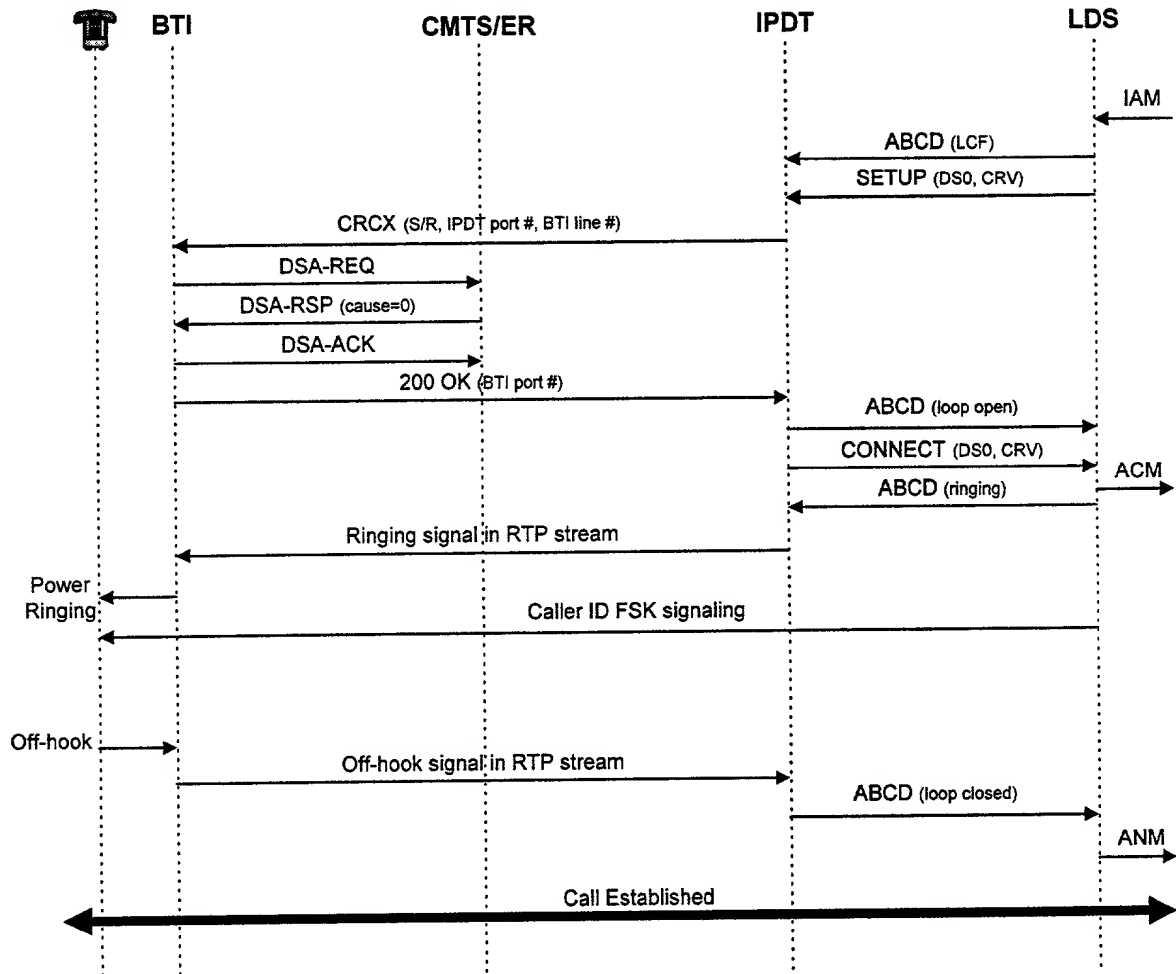 BTI CMTS/ER IPDT LDS
IAM
ABCD (LCF)
SETUP (DS0, CRV)
CRCX (S/R, IPDT port #, BTI line #)
DSA-REQ
DSA-RSP (cause=0)
DSA-ACK
200 OK (BTI port #)
ABCD (loop open)
CONNECT (DS0, CRV)
ACM
ABCD (ringing)
Ringing signal in RTP stream
Power
Ringing
Caller ID FSK signaling
Off-hook
Off-hook signal in RTP stream
ABCD (loop closed)
ANM
Call Established